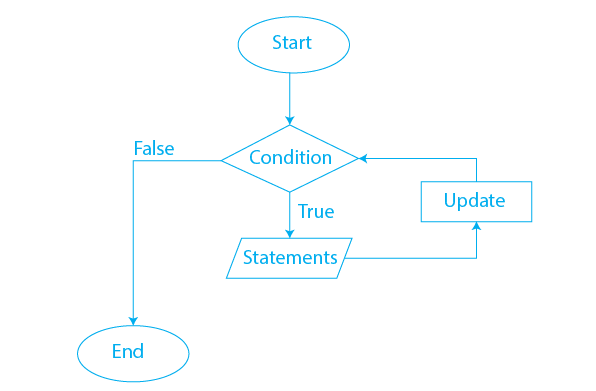 Start
False
Condition
True
Update
Statements
End